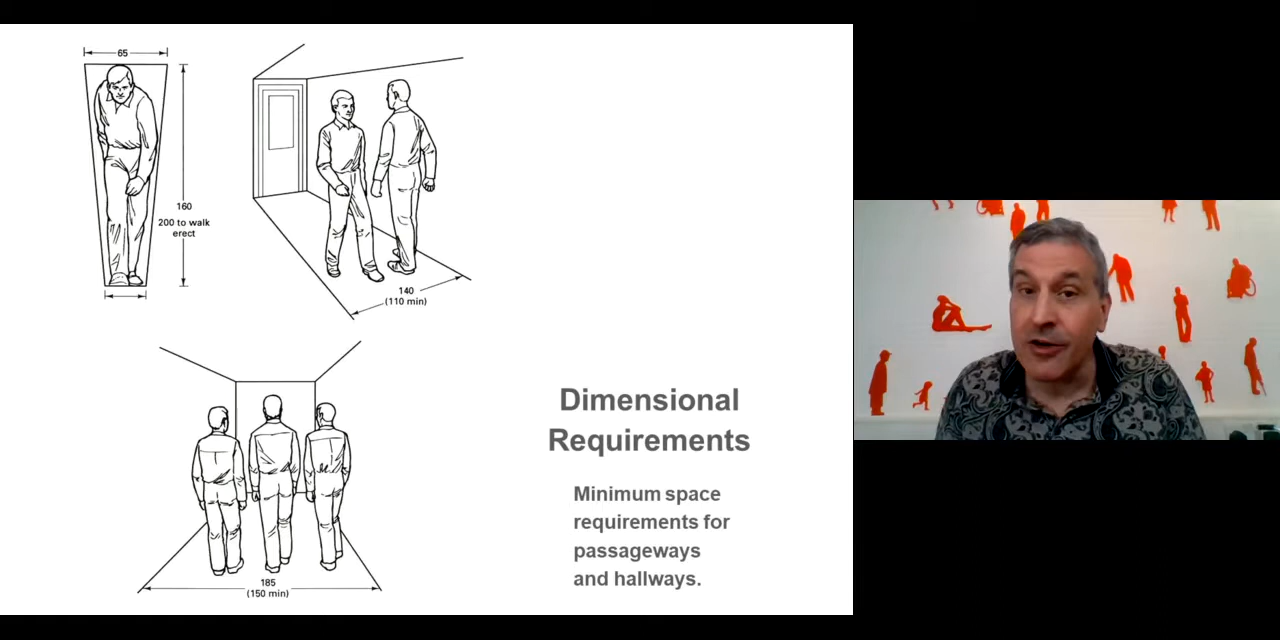 65
160
200 to walk
erect
140
(110 min)
185
(150 min)
Dimensional
Requirements
Minimum space
requirements for
passageways
and hallways.